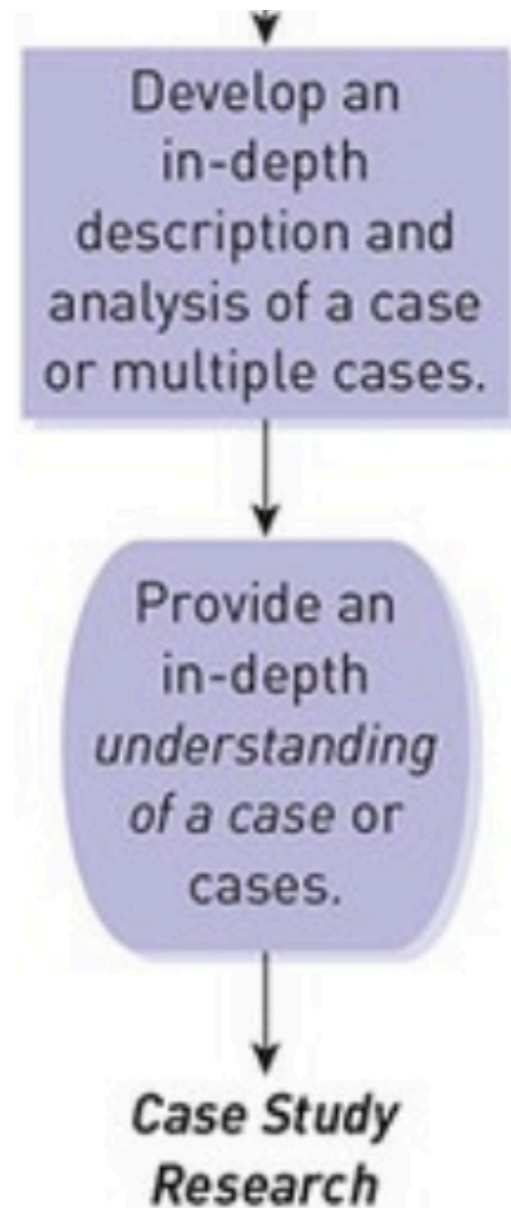 Develop an
in-depth
description and
analysis of a case
or multiple cases.
Provide an
in-depth
understanding
of a case or
cases.
Case Study
Research